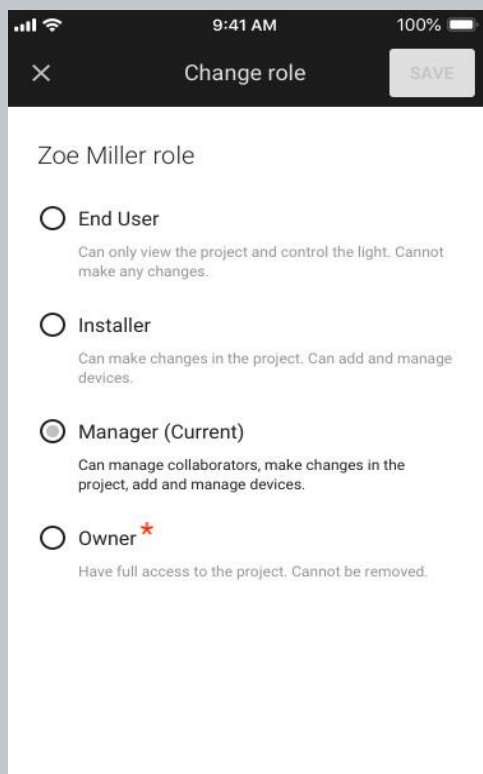 9:41 AM
100%
Change role
SAVE
Zoe Miller role
End User
Can only view the project and control the light. Cannot
make any changes.
Installer
Can make changes in the project. Can add and manage
devices.
Manager (Current)
Can manage collaborators, make changes in the
project, add and manage devices.
Owner *
Have full access to the project. Cannot be removed.